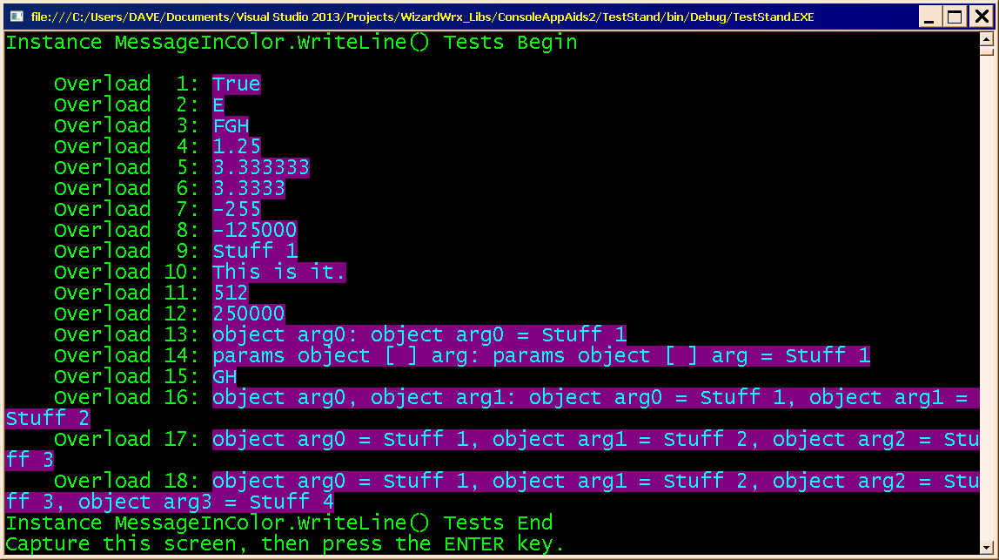 file:///C:/Users/DAVE/Documents/Visual Studio 2013/Projects/WizardWrx_Libs/ConsoleAppAids2/TestStand/bin/Debug/TestStand.EXE
Instance MessageInColor.WriteLine() Tests Begin
Overload  1: True
Overload  2: E
Overload  3: FGH
Overload  4: 1.25
Overload  5: 3.333333
Overload  6: 3.3333
Overload  7: -255
Overload  8: -125000
Overload  9: Stuff 1
Overload 10: This is it.
Overload 11: 512
Overload 12: 250000
Overload 13: object arg0: object arg0 = Stuff 1
Overload 14: params object [ ] arg: params object [ ] arg = Stuff 1
Overload 15: GH
Overload 16: object arg0, object arg1: object arg0 = Stuff 1, object arg1 =
Stuff 2
Overload 17: object arg0 = Stuff 1, object arg1 = Stuff 2, object arg2 = Stu
ff 3
Overload 18: object arg0 = Stuff 1, object arg1 = Stuff 2, object arg2 = Stu
ff 3, object arg3 = Stuff 4
Instance MessageInColor.WriteLine() Tests End
Capture this screen, then press the ENTER key.